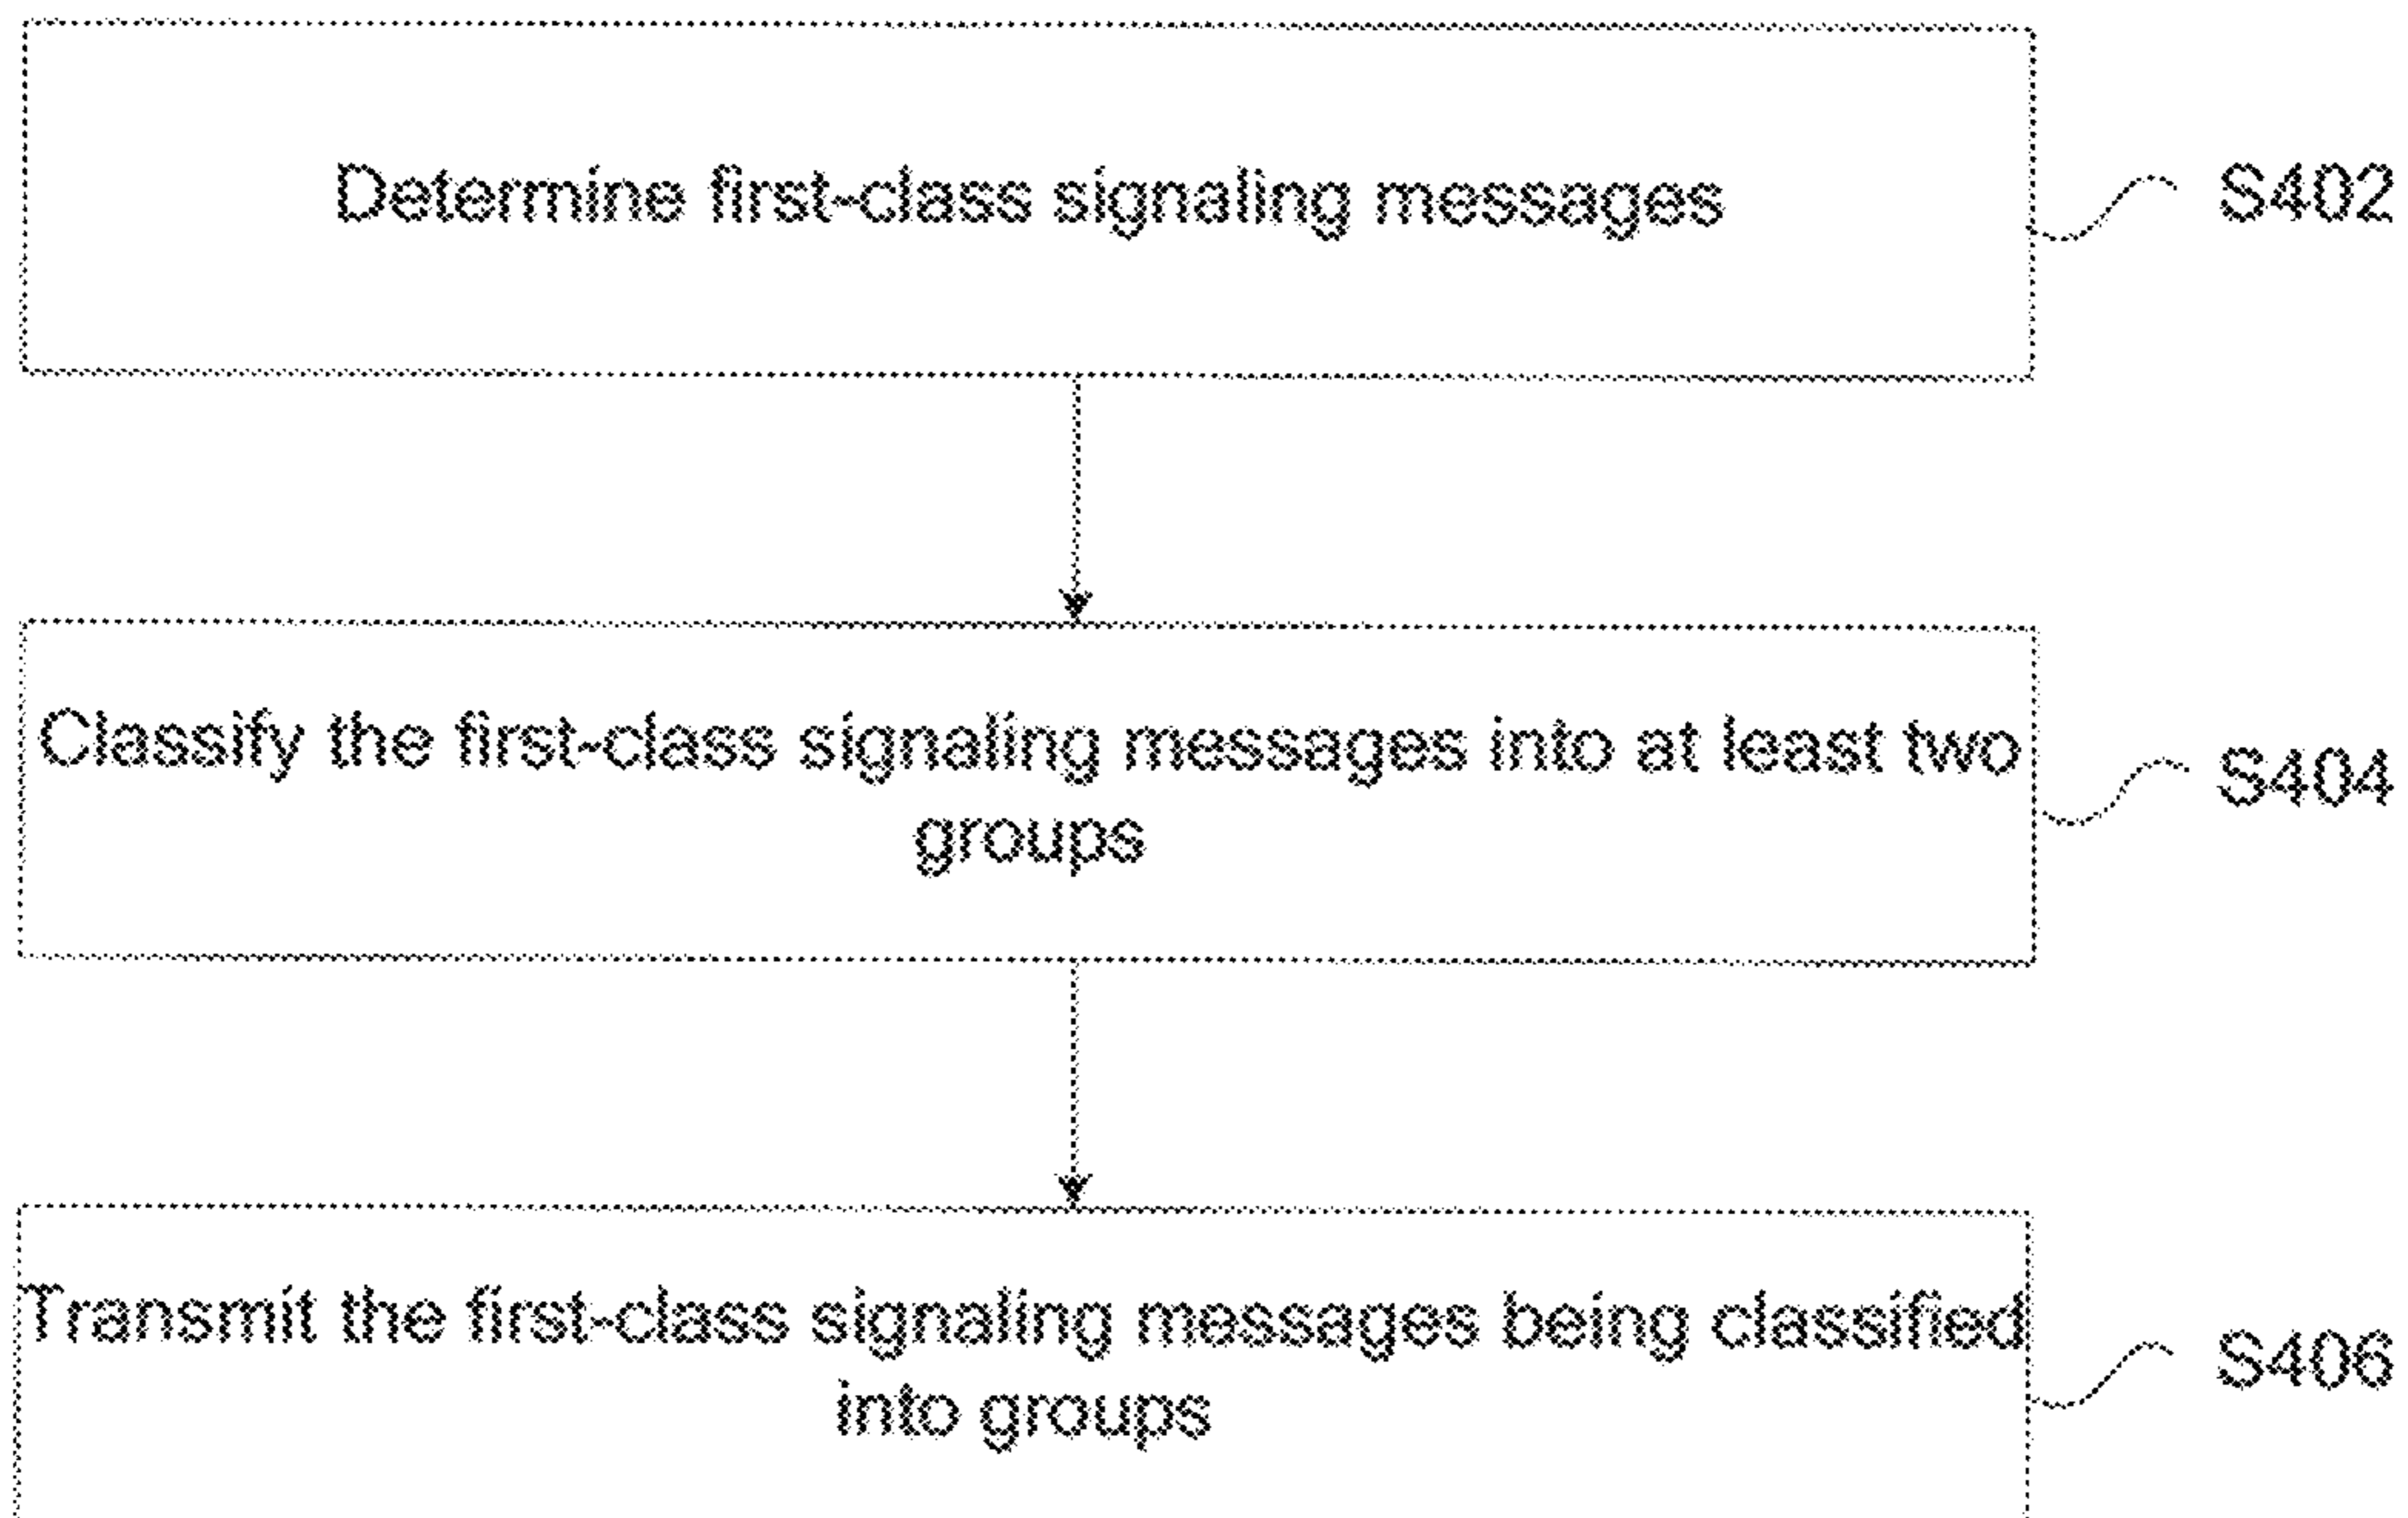 Determine first-class signaling messages
S402
Classify the first-class signaling messages into at least two
groups
S404
Transmit the first-class signaling messages being classified
into groups
S406